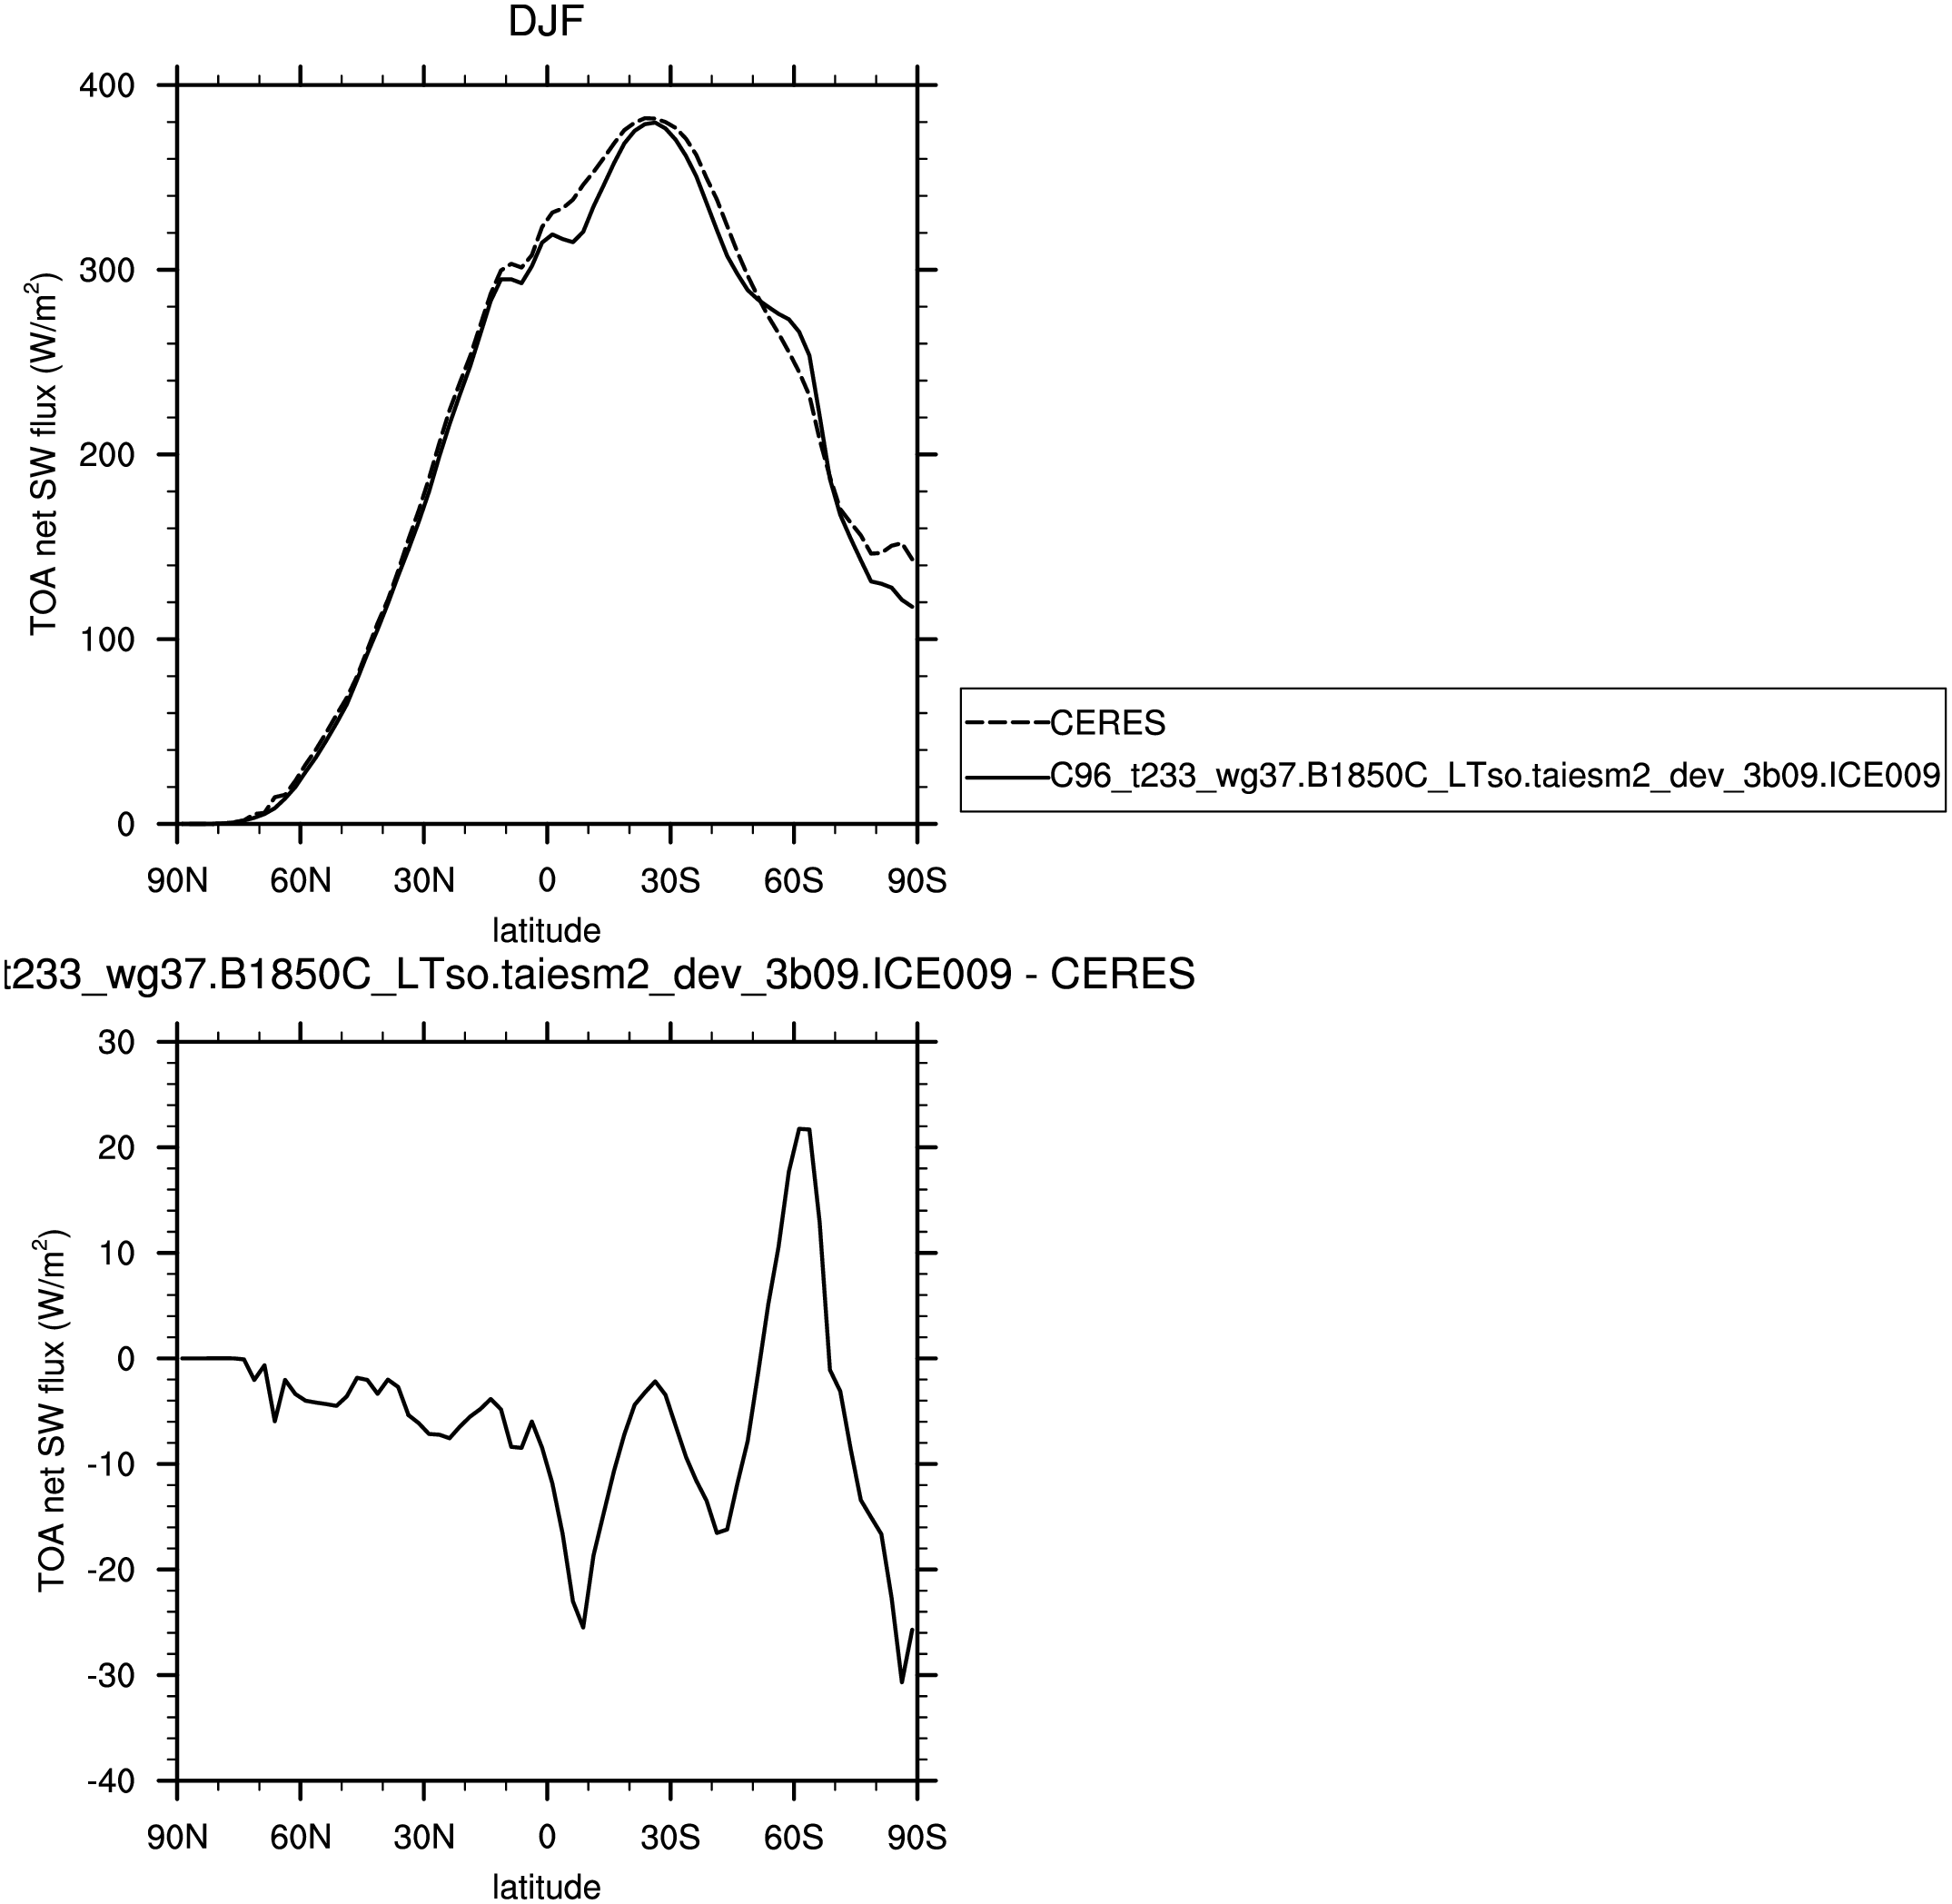 DJF
400
300
200
100
0
TOA net SW flux (W/m²)
90N 60N 30N 0 30S 60S 90S
latitude
CERES
C96_t233_wg37.B1850C_LTso.taiesm2_dev_3b09.ICE009
t233_wg37.B1850C_LTso.taiesm2_dev_3b09.ICE009 - CERES
30
20
10
0
-10
-20
-30
-40
TOA net SW flux (W/m²)
90N 60N 30N 0 30S 60S 90S
latitude